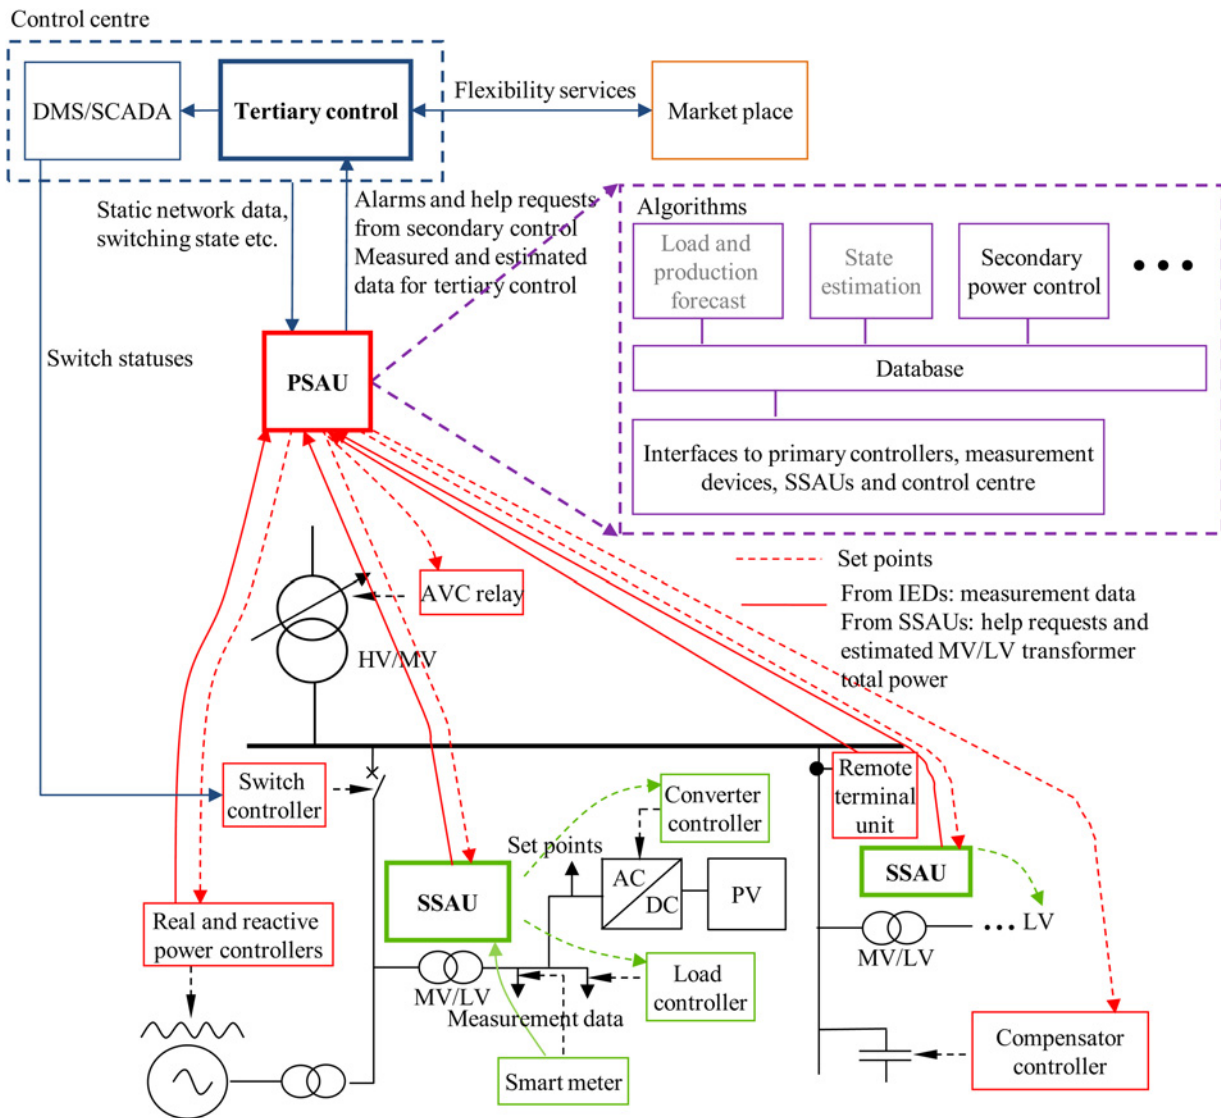 Control centre
DMS/SCADA
Tertiary control
Flexibility services
Market place
Static network data,
switching state etc.
Alarms and help requests
from secondary control
Measured and estimated
data for tertiary control
Algorithms
Load and
production
forecast
State
estimation
Secondary
power control
Database
Interfaces to primary controllers, measurement
devices, SSAUs and control centre
Switch statuses
PSAU
Set points
From IEDs: measurement data
From SSAUs: help requests and
estimated MV/LV transformer
total power
AVC relay
HV/MV
Switch
controller
Converter
controller
Remote
terminal
unit
Set points
SSAU
AC
DC
PV
SSAU
Real and reactive
power controllers
MV/LV
... LV
MV/LV
Load
controller
Measurement data
Smart meter
Compensator
controller